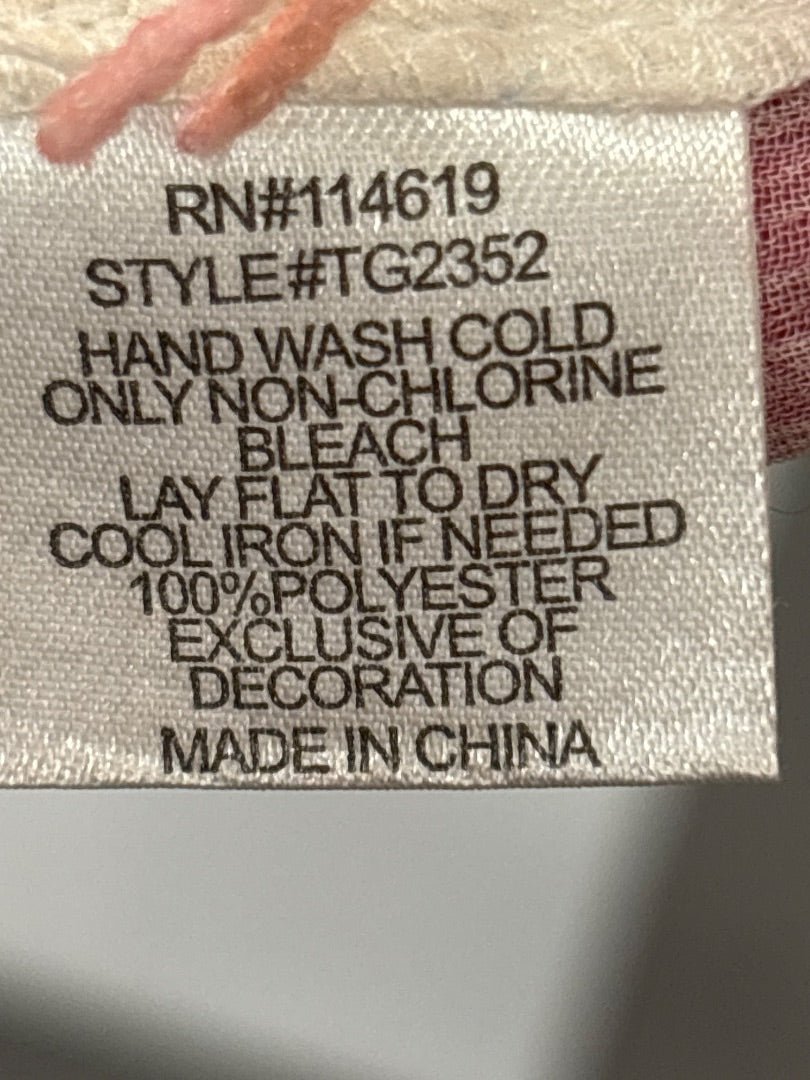 RN#114619
STYLE#TG2352
HAND WASH COLD
ONLY NON-CHLORINE
BLEACH
LAY FLAT TO DRY
COOL IRON IF NEEDED
100%POLYESTER
EXCLUSIVE OF
DECORATION
MADE IN CHINA